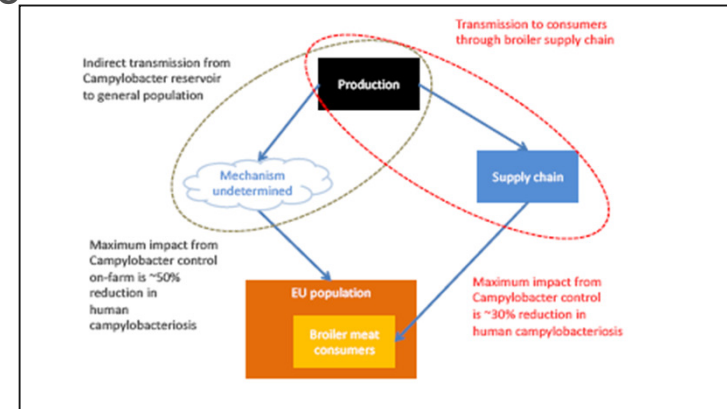 Transmission to consumers
through broiler supply chain
Indirect transmission from
Campylobacter reservoir
to general population
Production
Mechanism
undetermined
Supply chain
Maximum impact from
Campylobacter control
on-farm is ~50%
reduction in
human
campylobacteriosis
EU population
Broiler meat
consumers
Maximum impact from
Campylobacter control
is ~30% reduction in
human campylobacteriosis